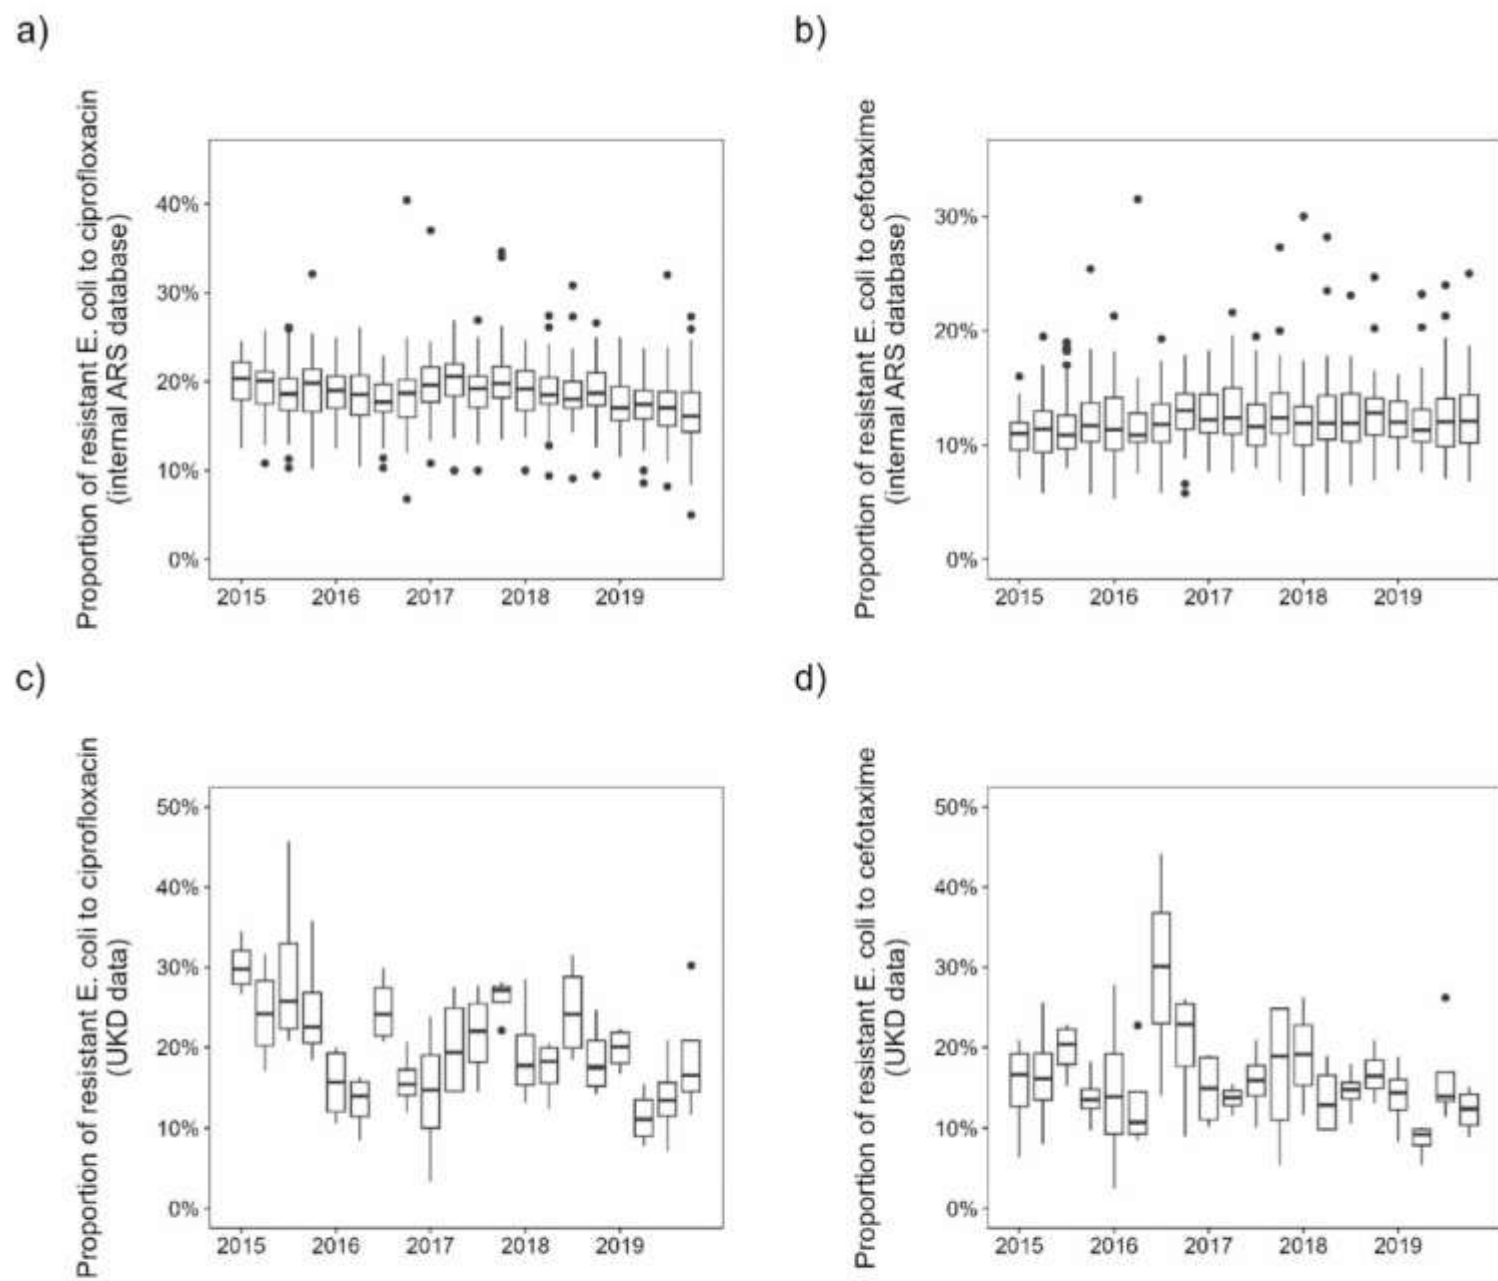 a)
Proportion of resistant E. coli to ciprofloxacin
(internal ARS database)
40%
30%
20%
10%
0%
2015 2016 2017 2018 2019
b)
Proportion of resistant E. coli to cefotaxime
(internal ARS database)
30%
20%
10%
0%
2015 2016 2017 2018 2019
c)
Proportion of resistant E. coli to ciprofloxacin
(UKD data)
50%
40%
30%
20%
10%
0%
2015 2016 2017 2018 2019
d)
Proportion of resistant E. coli to cefotaxime
(UKD data)
50%
40%
30%
20%
10%
0%
2015 2016 2017 2018 2019